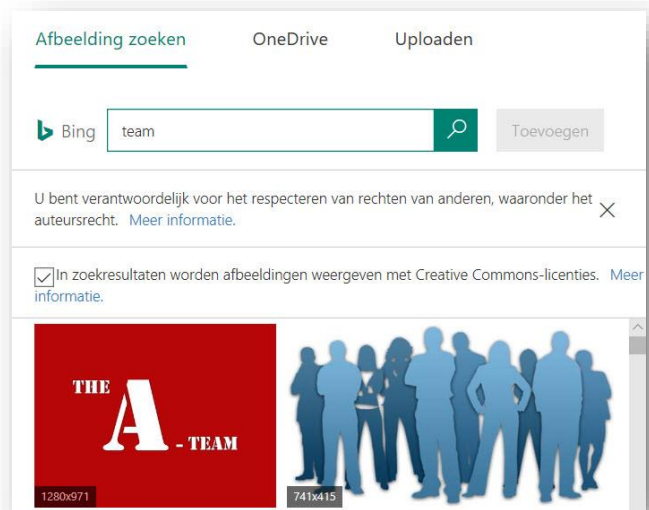 Afbeelding zoeken OneDrive Uploaden
Bing team Toevoegen
U bent verantwoordelijk voor het respecteren van rechten van anderen, waaronder het
auteursrecht. Meer informatie.
In zoekresultaten worden afbeeldingen weergeven met Creative Commons-licenties. Meer
informatie.
THE
A - TEAM
1280x971
741x415